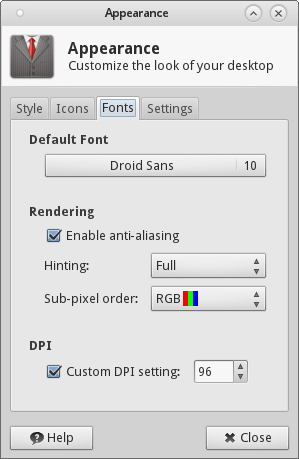 Appearance
Appearance
Customize the look of your desktop
Style Icons Fonts Settings
Default Font
Droid Sans 10
Rendering
Enable anti-aliasing
Hinting: Full
Sub-pixel order: RGB
DPI
Custom DPI setting: 96
Help Close